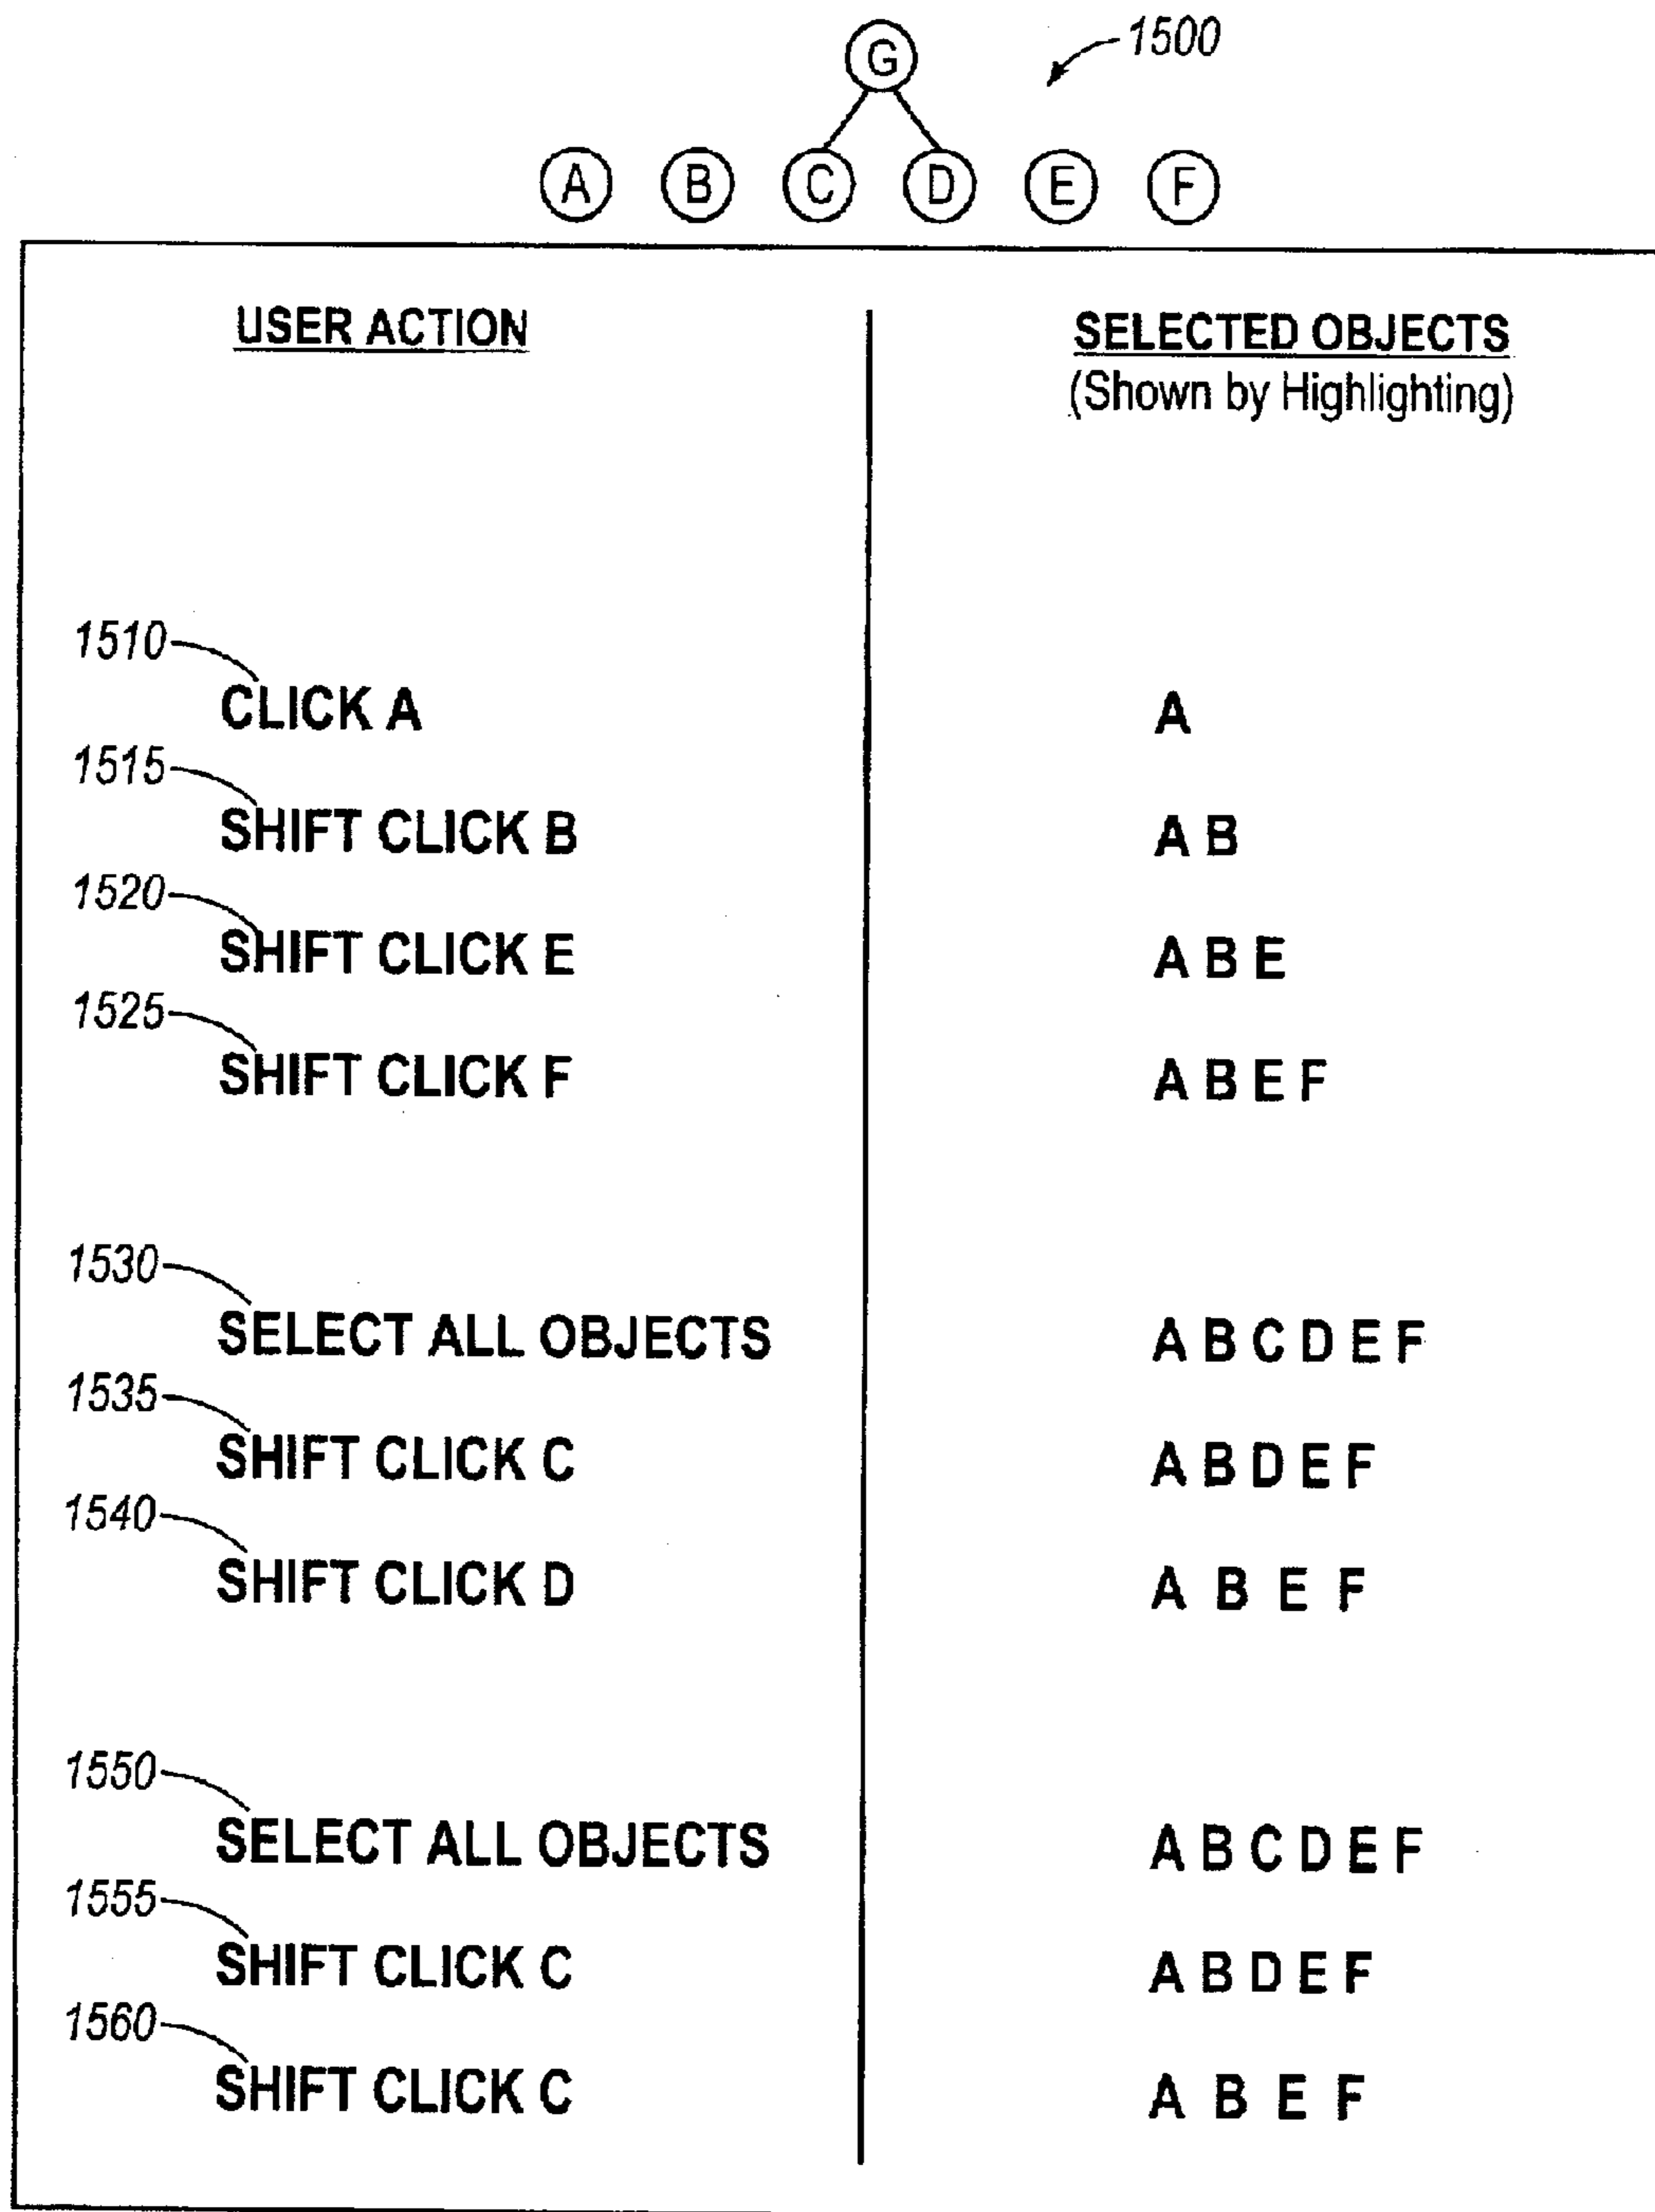 1500
G
A B C D E F
USER ACTION
SELECTED OBJECTS
(Shown by Highlighting)
1510
CLICK A
A
1515
SHIFT CLICK B
A B
1520
SHIFT CLICK E
A B E
1525
SHIFT CLICK F
A B E F
1530
SELECT ALL OBJECTS
A B C D E F
1535
SHIFT CLICK C
A B D E F
1540
SHIFT CLICK D
A B E F
1550
SELECT ALL OBJECTS
A B C D E F
1555
SHIFT CLICK C
A B D E F
1560
SHIFT CLICK C
A B E F